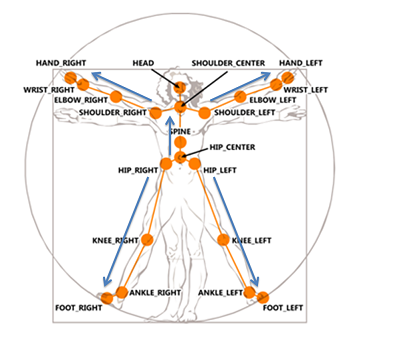 HAND_RIGHT HEAD SHOULDER_CENTER HAND_LEFT
WRIST_RIGHT WRIST_LEFT
ELBOW_RIGHT ELBOW_LEFT
SHOULDER_RIGHT SHOULDER_LEFT
SPINE
HIP_CENTER
HIP_RIGHT HIP_LEFT
KNEE_RIGHT KNEE_LEFT
ANKLE_RIGHT ANKLE_LEFT
FOOT_RIGHT FOOT_LEFT